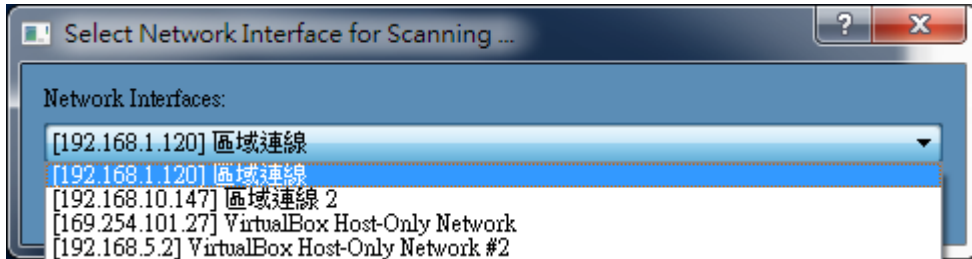 Select Network Interface for Scanning ...
?
X
Network Interfaces:
[192.168.1.120] 區域連線
[192.168.1.120] 區域連線
[192.168.10.147] 區域連線 2
[169.254.101.27] VirtualBox Host-Only Network
[192.168.5.2] VirtualBox Host-Only Network #2